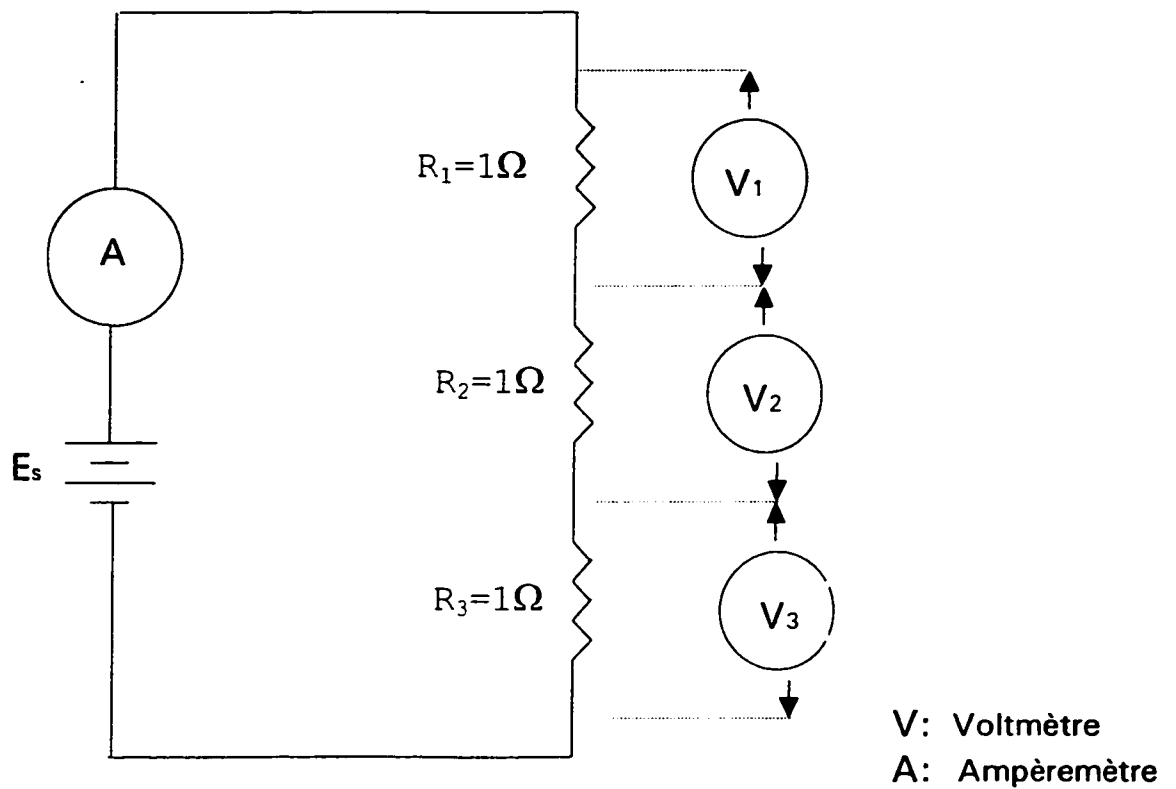 R₁=1Ω
V₁
A
R₂=1Ω
V₂
Es
R₃=1Ω
V₃
V: Voltmètre
A: Ampèremètre